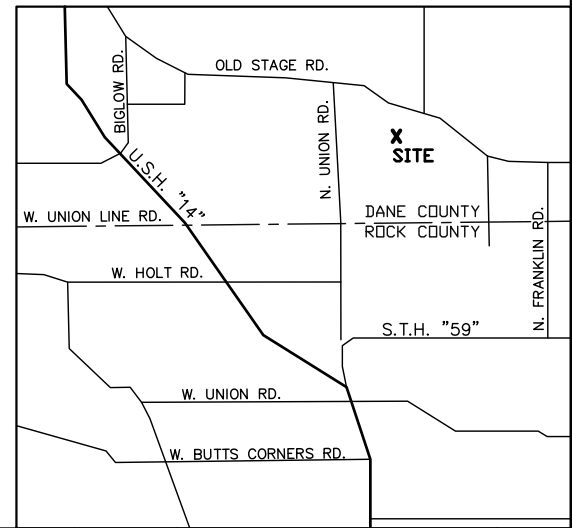 OLD STAGE RD.
BIGLOW RD.
N. UNION RD.
X
SITE
U.S.H. "14"
W. UNION LINE RD.
DANE COUNTY
ROCK COUNTY
N. FRANKLIN RD.
W. HOLT RD.
S.T.H. "59"
W. UNION RD.
W. BUTTS CORNERS RD.